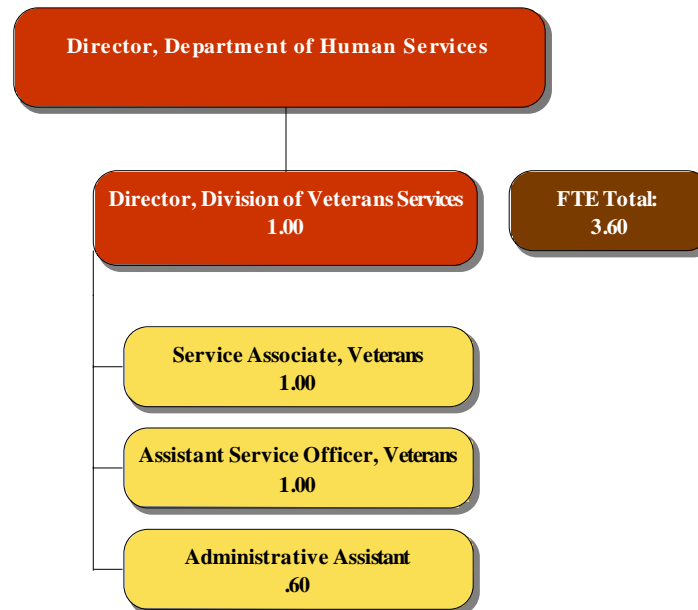 Director, Department of Human Services
Director, Division of Veterans Services
1.00
FTE Total:
3.60
Service Associate, Veterans
1.00
Assistant Service Officer, Veterans
1.00
Administrative Assistant
.60